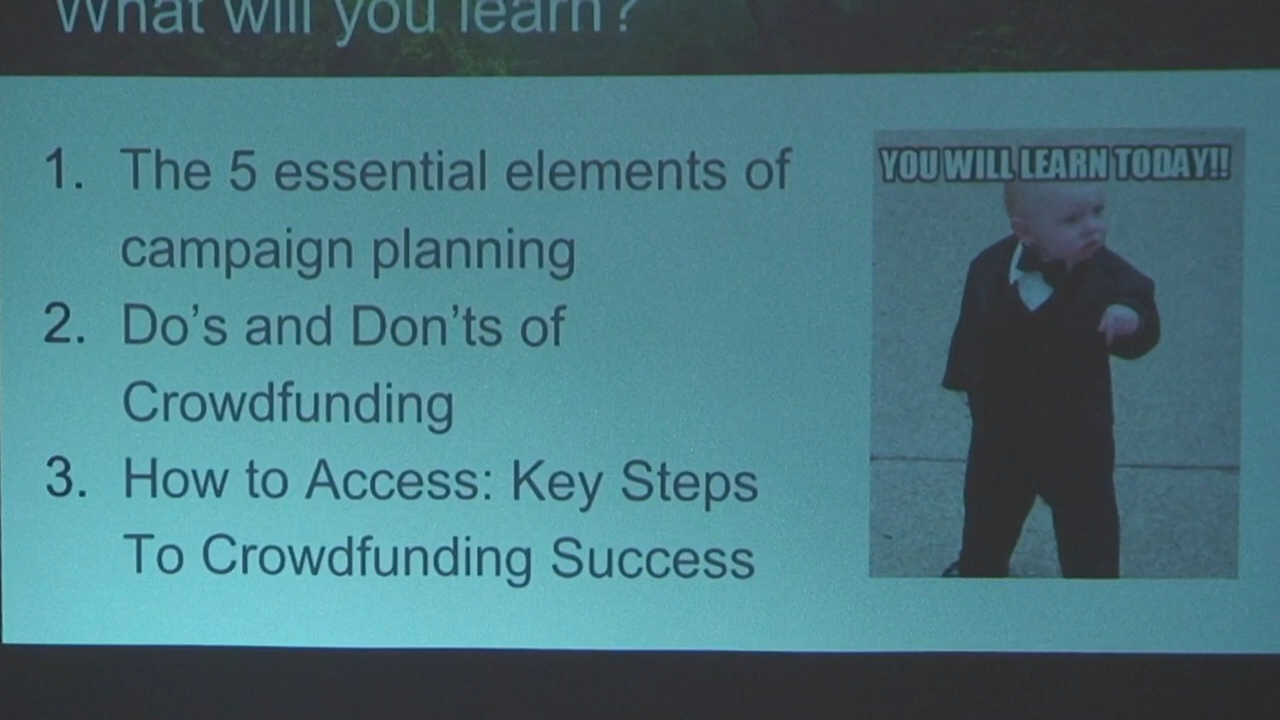 What will you learn?
1. The 5 essential elements of
campaign planning
2. Do's and Don'ts of
Crowdfunding
3. How to Access: Key Steps
To Crowdfunding Success
YOU WILL LEARN TODAY!!